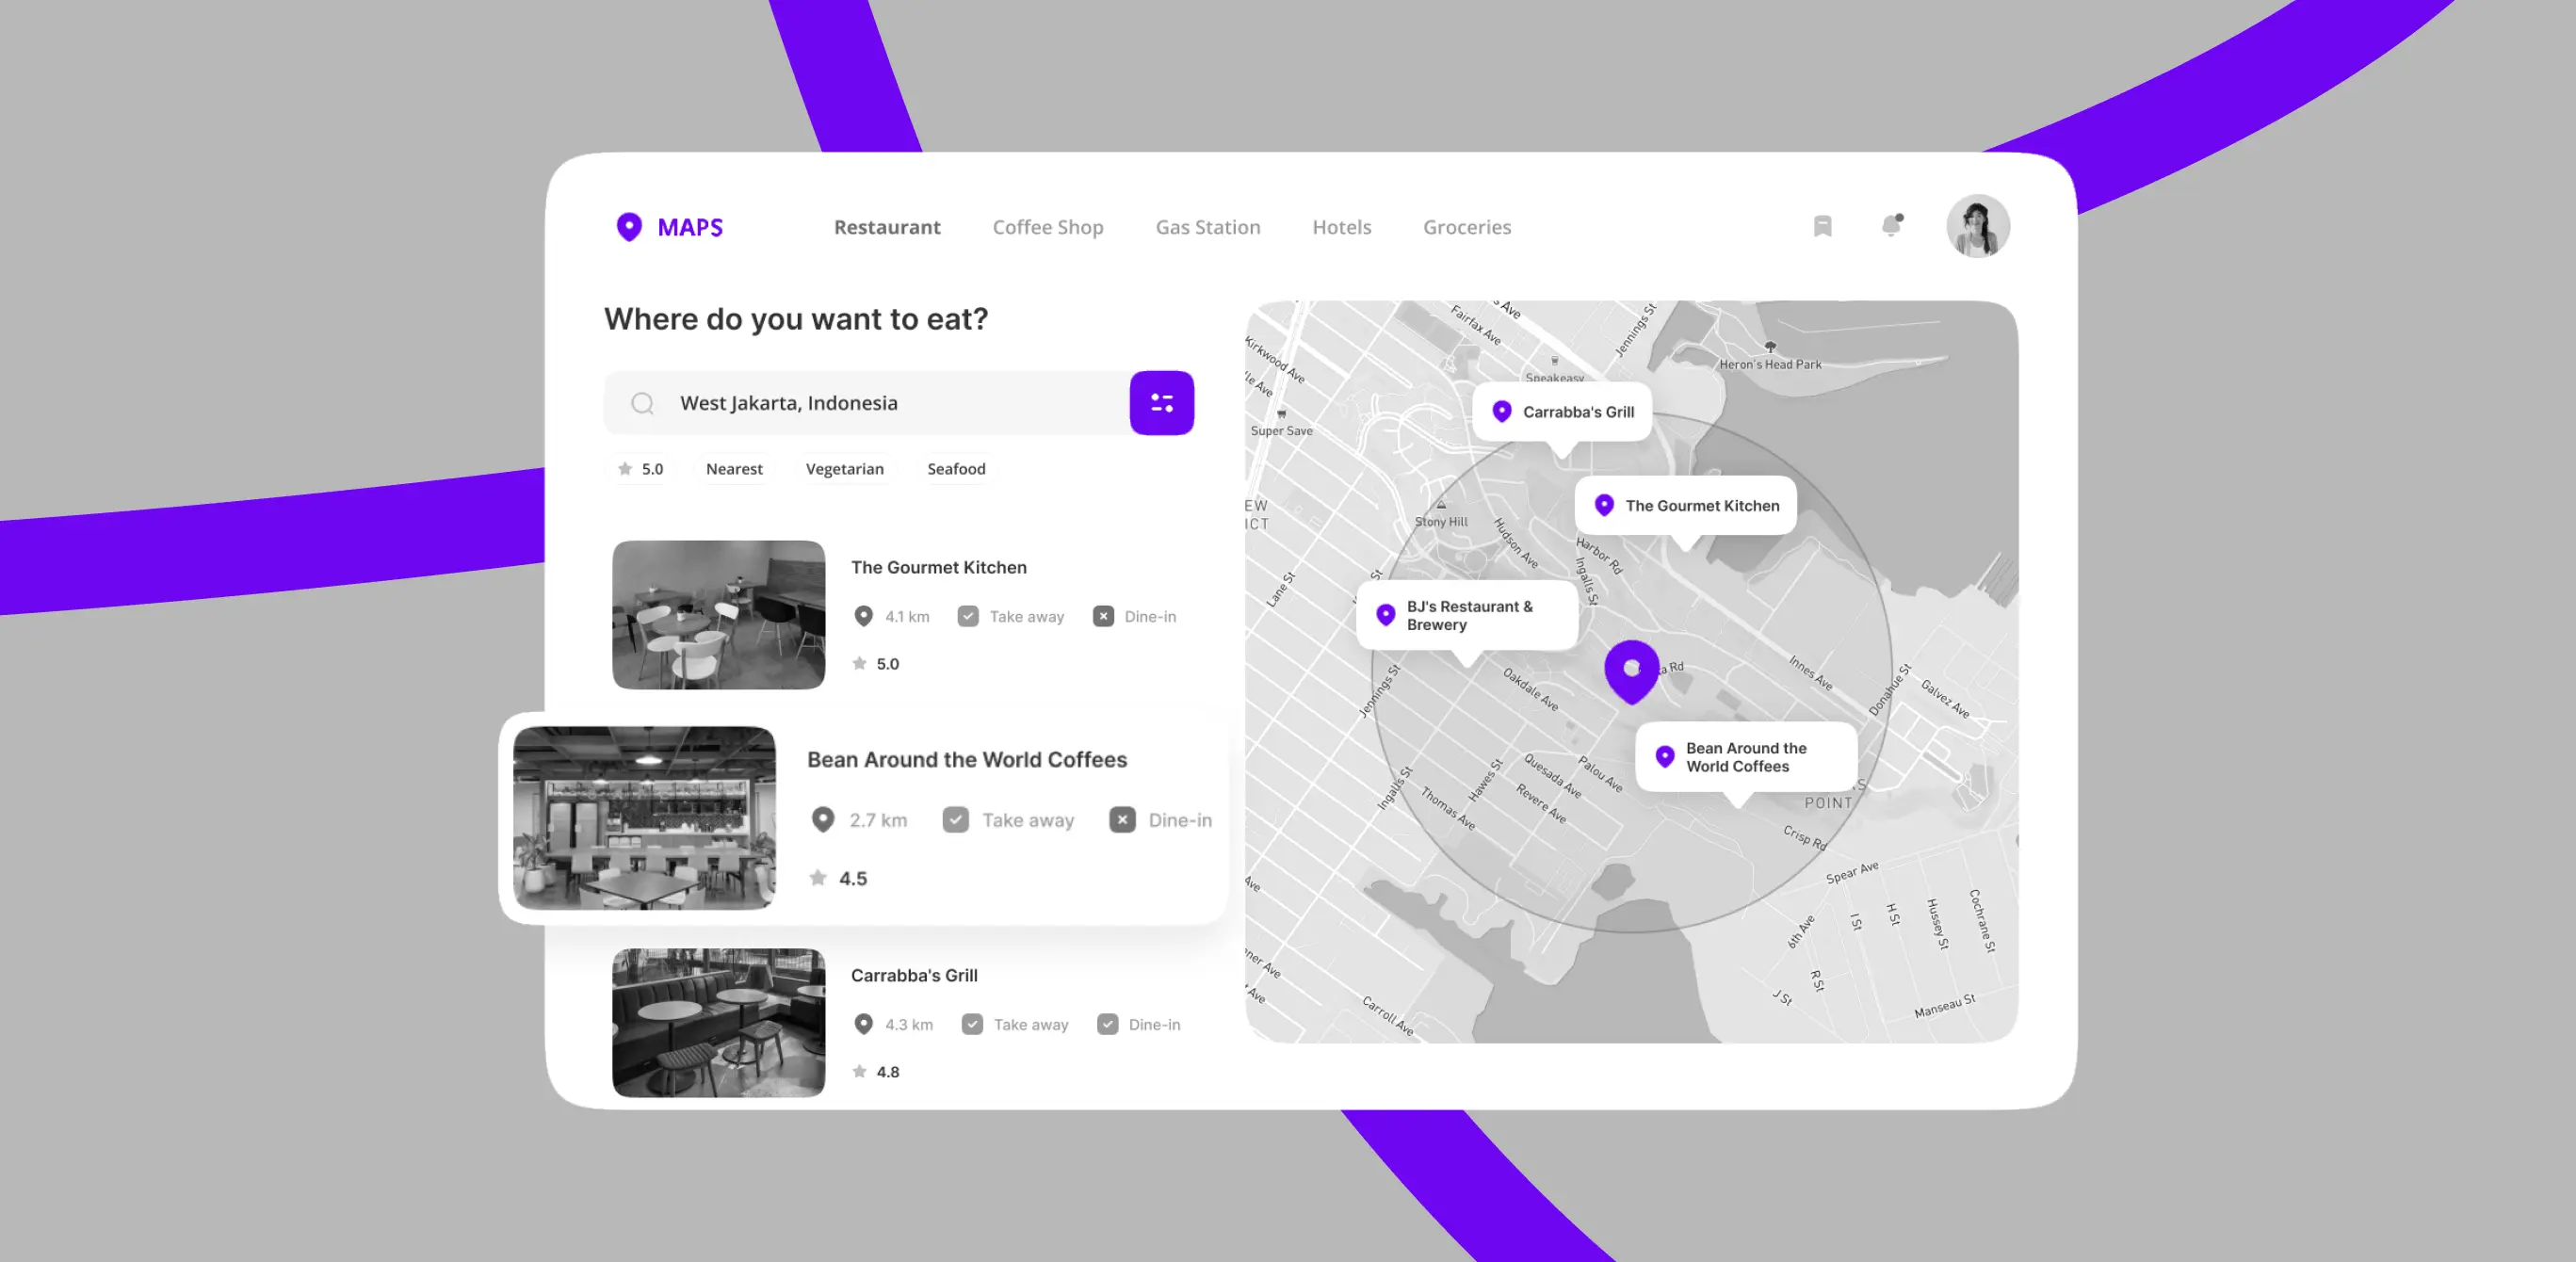 MAPS
Restaurant
Coffee Shop
Gas Station
Hotels
Groceries
Where do you want to eat?
West Jakarta, Indonesia
5.0
Nearest
Vegetarian
Seafood
The Gourmet Kitchen
4.1 km
Take away
Dine-in
5.0
Bean Around the World Coffees
2.7 km
Take away
Dine-in
4.5
Carrabba's Grill
4.3 km
Take away
Dine-in
4.8
s Ave
Fairfax Ave
Jennings St
Kirkwood Ave
lle Ave
Heron's Head Park
Speakeasy
Super Save
Carrabba's Grill
The Gourmet Kitchen
EW
ICT
Stony Hill
Hudson Ave
Harbor Rd
Ingalls St
Lane St
St
BJ's Restaurant &
Brewery
Rd
Innes Ave
Donahue St
Galvez Ave
Jennings St
Oakdale Ave
Bean Around the
World Coffees
S
POINT
Ingalls St
Hawes St
Quesada Ave
Palou Ave
Revere Ave
Thomas Ave
Crisp Rd
Spear Ave
Ave
6th Ave
I St
H St
Hussey St
Cochrane St
ner Ave
Ave
R St
J St
Manseau St
Carroll Ave